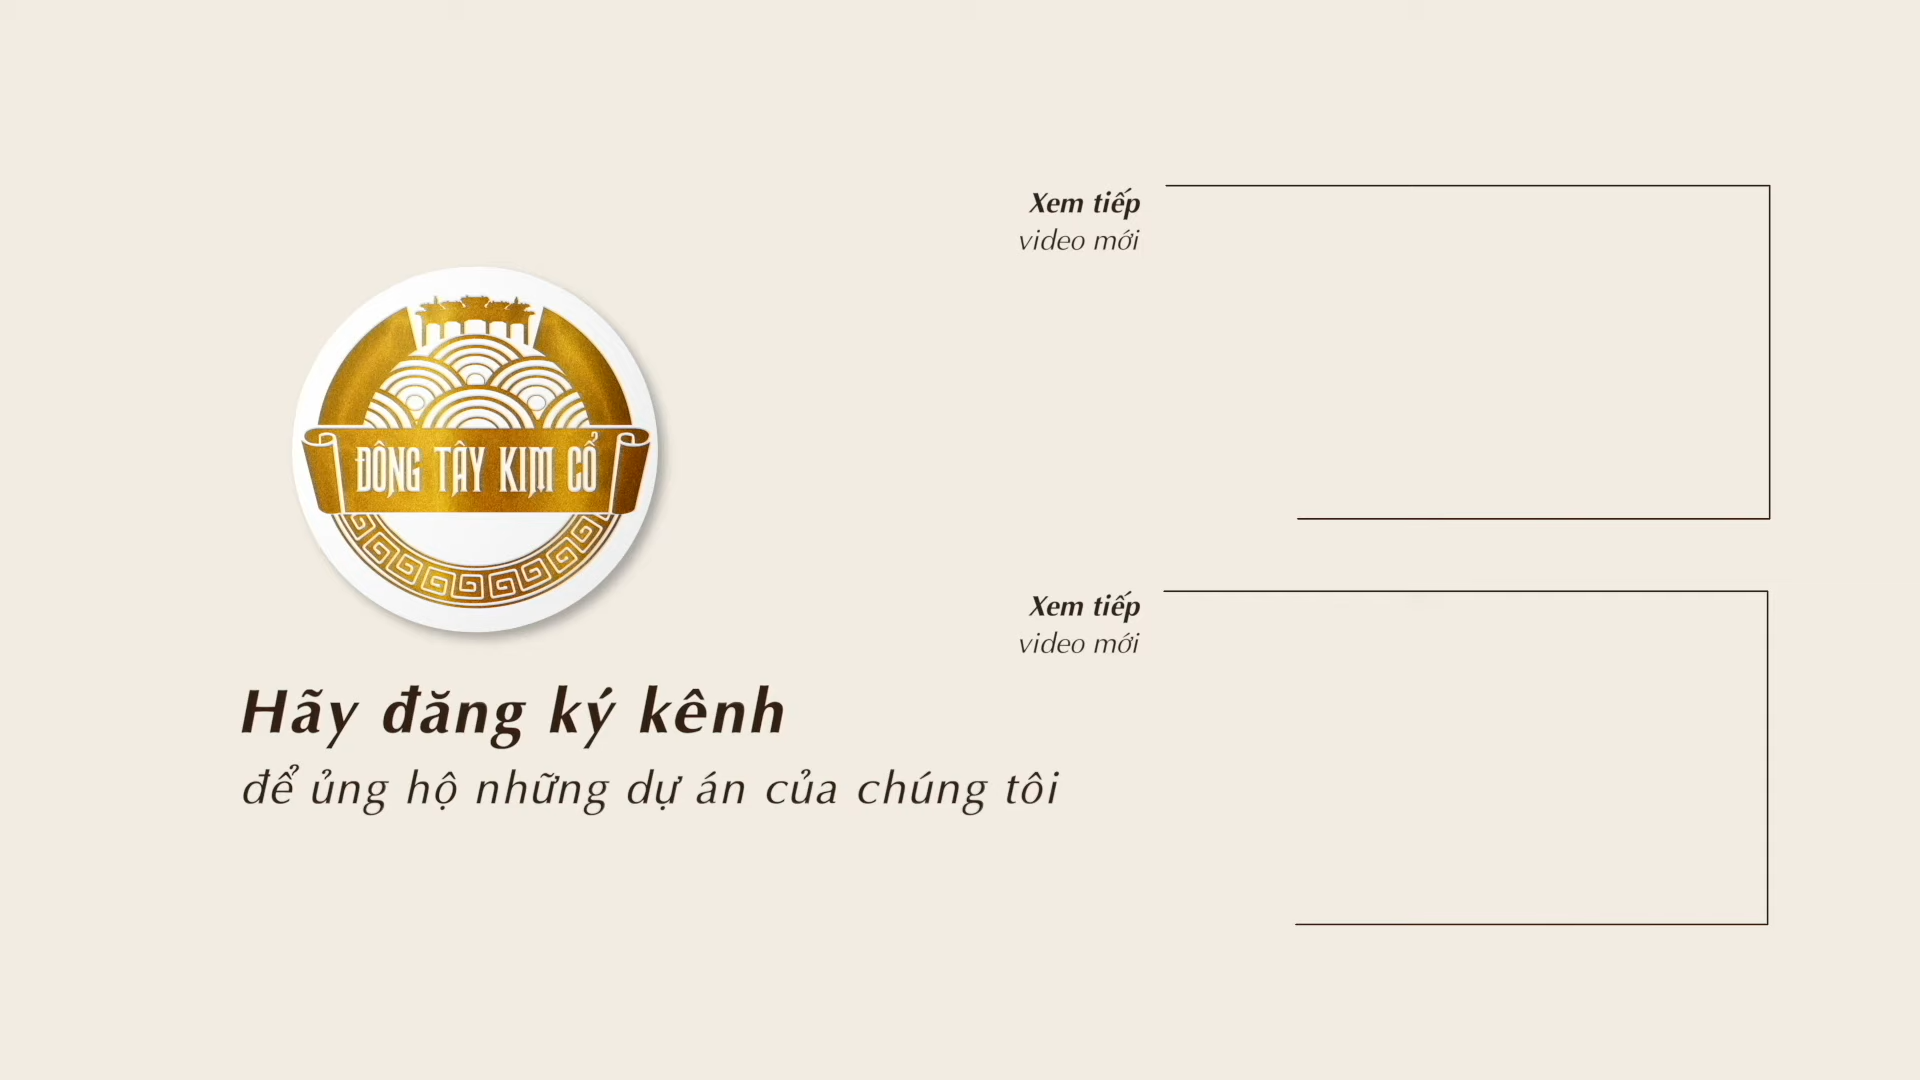 ĐÔNG TÂY KIM CỔ
Hãy đăng ký kênh
để ủng hộ những dự án của chúng tôi
Xem tiếp
video mới
Xem tiếp
video mới